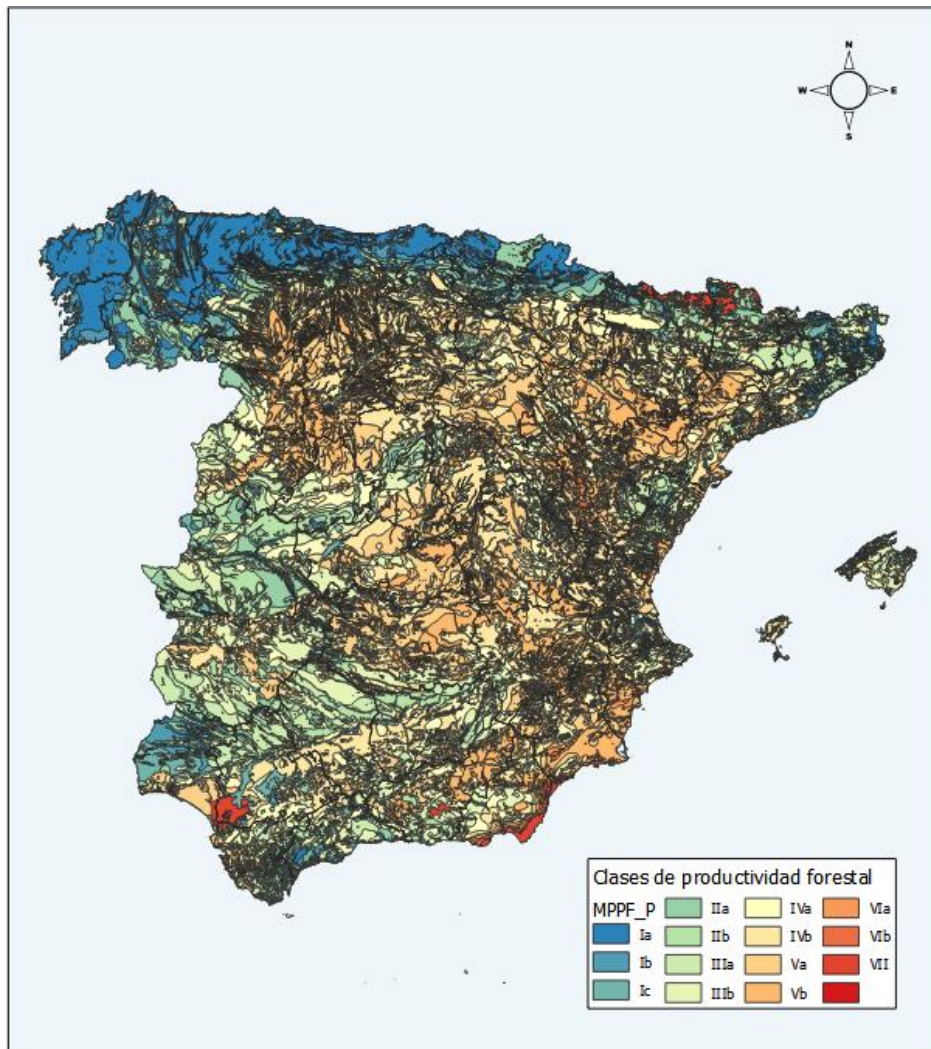 N
W E
S
Clases de productividad forestal
MPPF_P
Ia
Ib
Ic
IIa
IIb
IIIa
IIIb
IVa
IVb
Va
Vb
VIa
VIb
VII